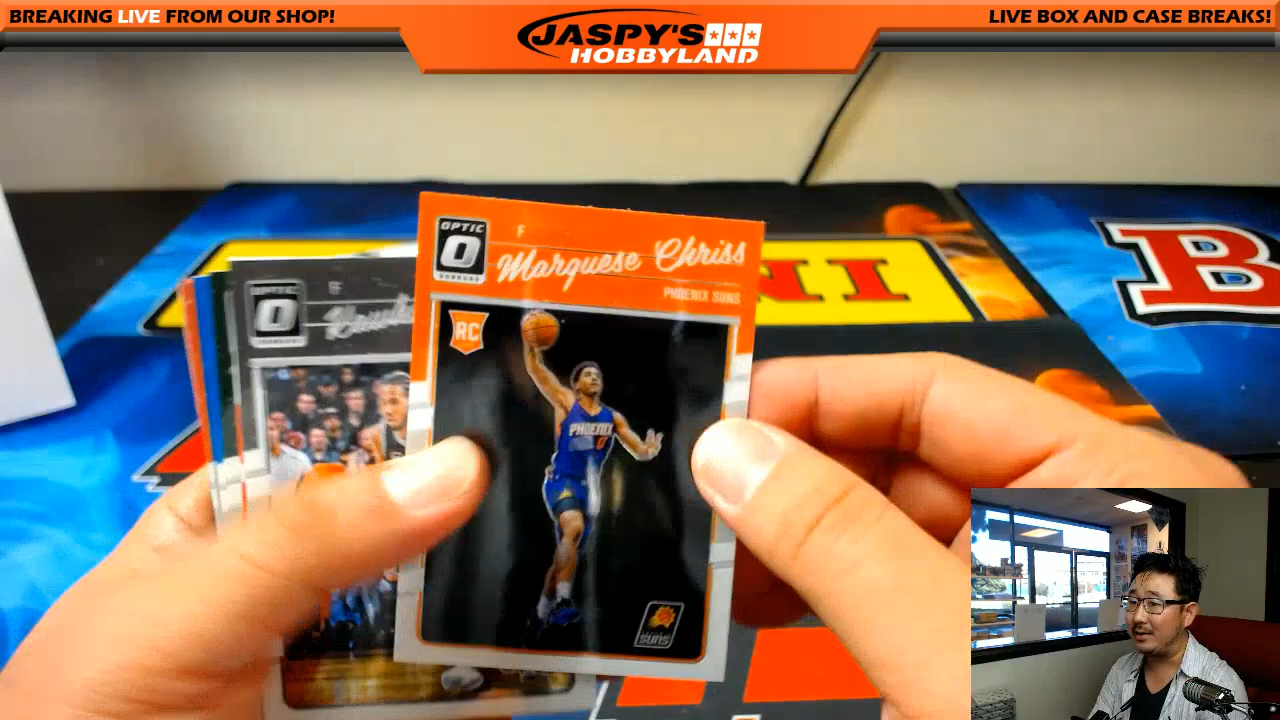 BREAKING LIVE FROM OUR SHOP!
JASPY'S
HOBBYLAND
LIVE BOX AND CASE BREAKS!
OPTIC
O
DONRUSS
F
Marquese Chriss
PHOENIX SUNS
RC
PHOENIX
SUNS
OPTIC
O
F
NI
B